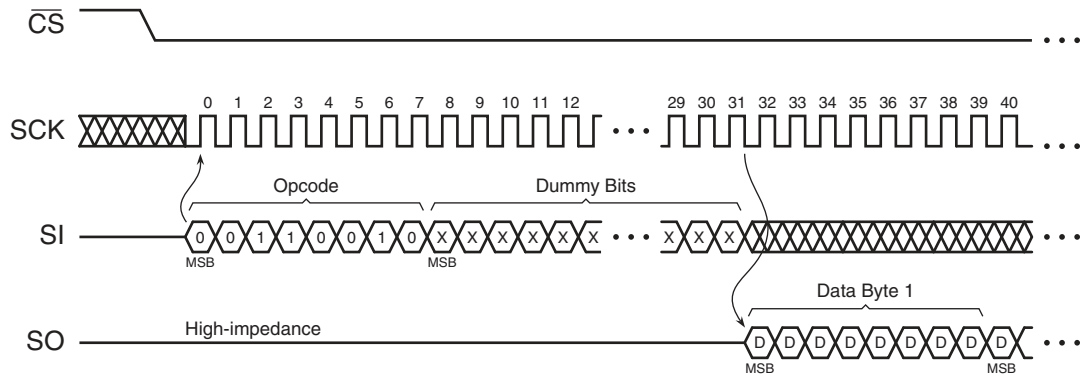 CS
0 1 2 3 4 5 6 7 8 9 10 11 12 29 30 31 32 33 34 35 36 37 38 39 40
SCK
Opcode Dummy Bits
SI 0 0 1 1 0 0 1 0 X X X X X X X X X
MSB MSB
Data Byte 1
High-impedance
SO D D D D D D D D D
MSB MSB